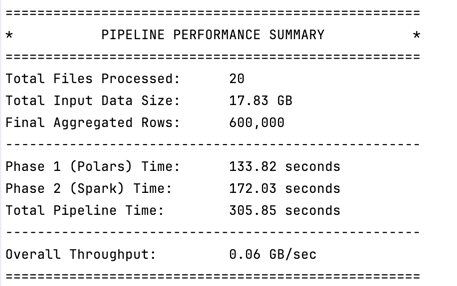 ====================================================
*           PIPELINE PERFORMANCE SUMMARY           *
====================================================
Total Files Processed:      20
Total Input Data Size:      17.83 GB
Final Aggregated Rows:      600,000
----------------------------------------------------
Phase 1 (Polars) Time:      133.82 seconds
Phase 2 (Spark) Time:       172.03 seconds
Total Pipeline Time:        305.85 seconds
----------------------------------------------------
Overall Throughput:         0.06 GB/sec
====================================================